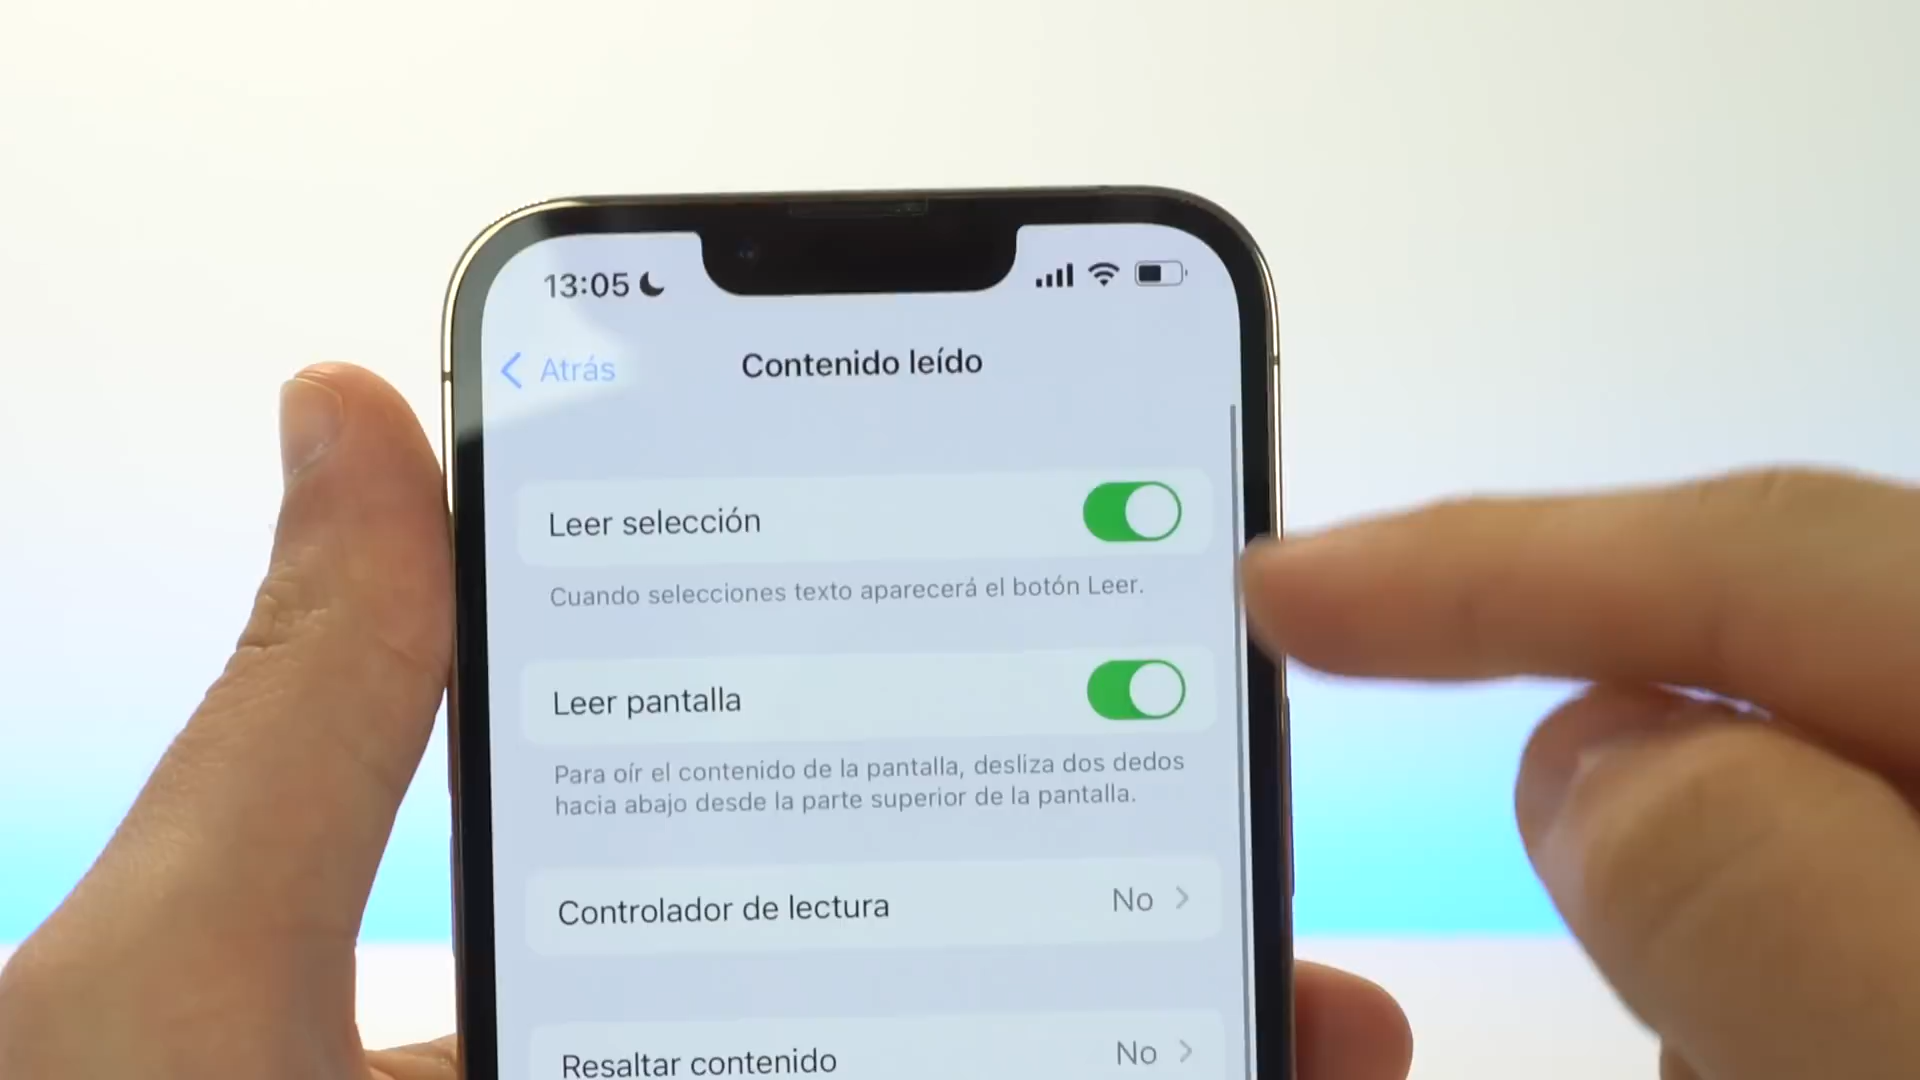 13:05
Atrás
Contenido leído
Leer selección
Cuando selecciones texto aparecerá el botón Leer.
Leer pantalla
Para oír el contenido de la pantalla, desliza dos dedos
hacia abajo desde la parte superior de la pantalla.
Controlador de lectura No
Resaltar contenido No